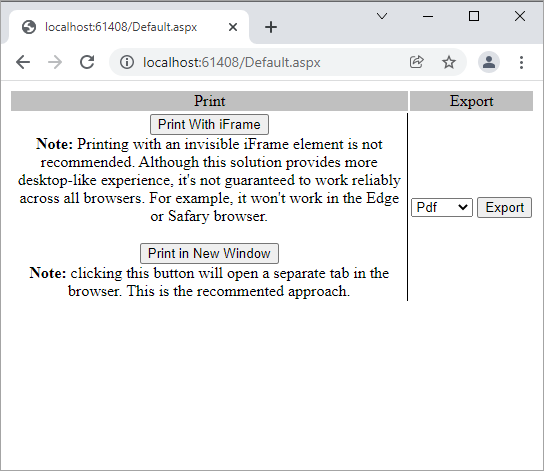 localhost:61408/Default.aspx
localhost:61408/Default.aspx
Print
Export
Print With iFrame
Note: Printing with an invisible iFrame element is not
recommended. Although this solution provides more
desktop-like experience, it's not guaranteed to work reliably
across all browsers. For example, it won't work in the Edge
or Safary browser.
Print in New Window
Note: clicking this button will open a separate tab in the
browser. This is the recommented approach.
Pdf
Export